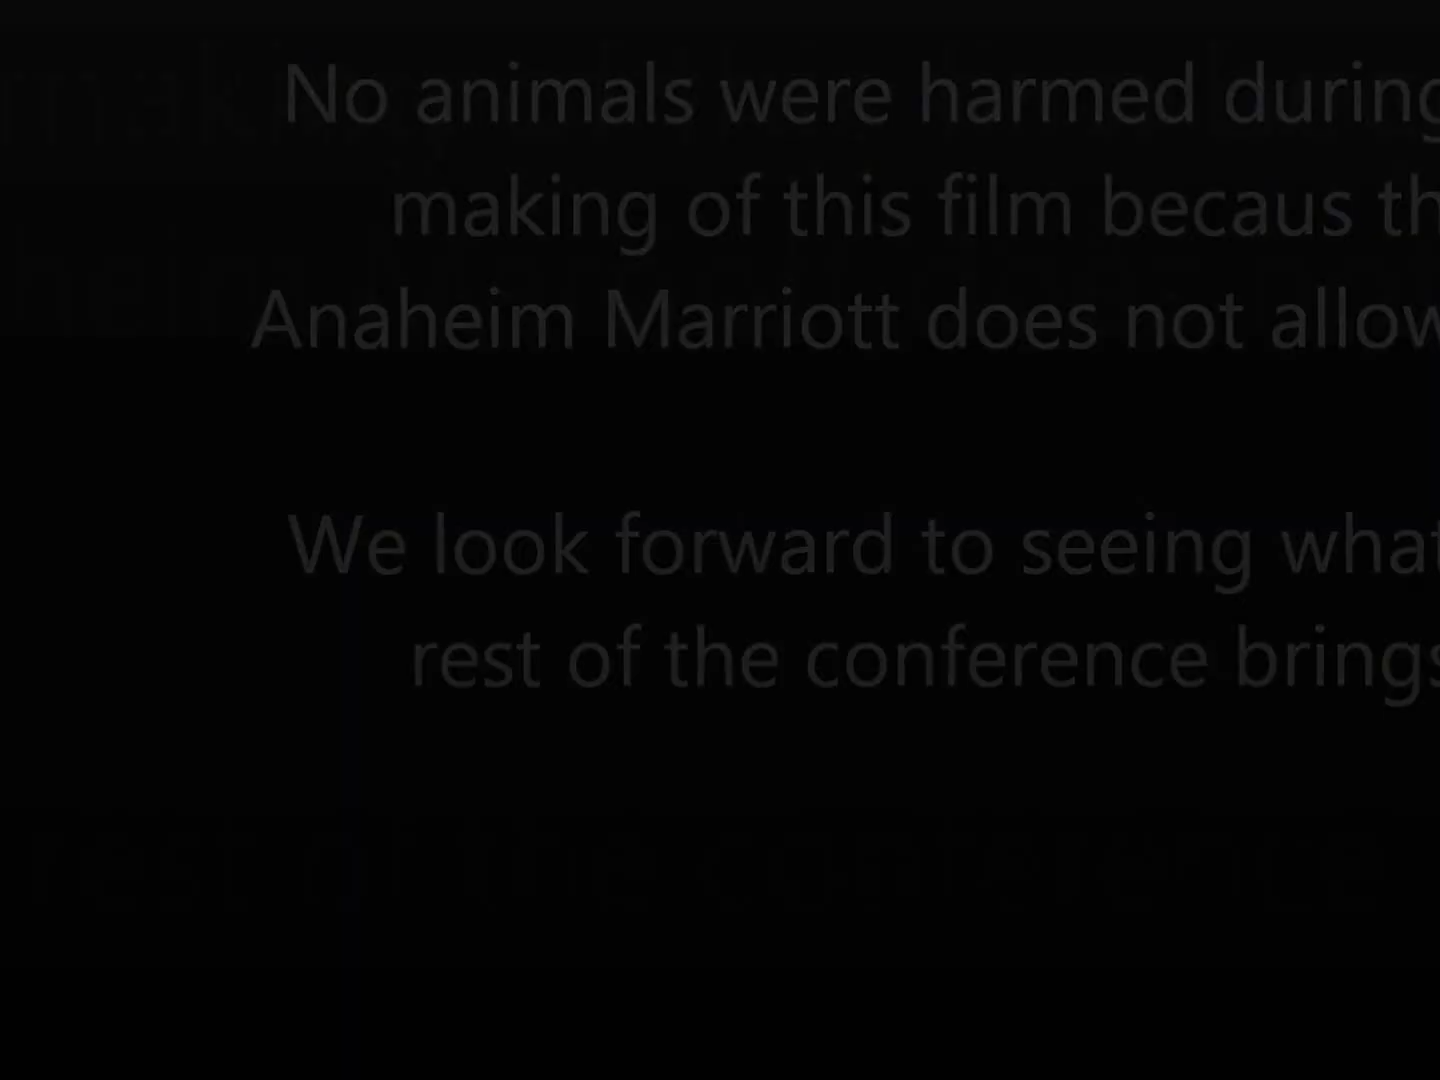 No animals were harmed during
making of this film becaus th
Anaheim Marriott does not allow
We look forward to seeing what
rest of the conference brings